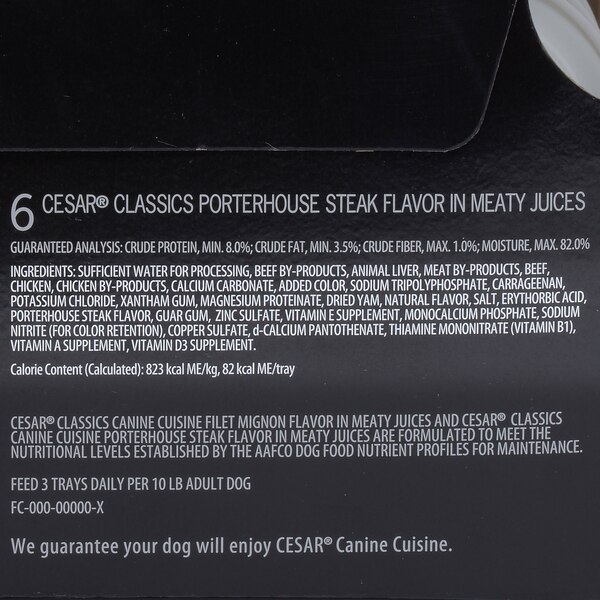 6 CESAR® CLASSICS PORTERHOUSE STEAK FLAVOR IN MEATY JUICES
GUARANTEED ANALYSIS: CRUDE PROTEIN, MIN. 8.0%; CRUDE FAT, MIN. 3.5%; CRUDE FIBER, MAX. 1.0%; MOISTURE, MAX. 82.0%
INGREDIENTS: SUFFICIENT WATER FOR PROCESSING, BEEF BY-PRODUCTS, ANIMAL LIVER, MEAT BY-PRODUCTS, BEEF,
CHICKEN, CHICKEN BY-PRODUCTS, CALCIUM CARBONATE, ADDED COLOR, SODIUM TRIPOLYPHOSPHATE, CARRAGEENAN,
POTASSIUM CHLORIDE, XANTHAM GUM, MAGNESIUM PROTEINATE, DRIED YAM, NATURAL FLAVOR, SALT, ERYTHORBIC ACID,
PORTERHOUSE STEAK FLAVOR, GUAR GUM, ZINC SULFATE, VITAMIN E SUPPLEMENT, MONOCALCIUM PHOSPHATE, SODIUM
NITRITE (FOR COLOR RETENTION), COPPER SULFATE, d-CALCIUM PANTOTHENATE, THIAMINE MONONITRATE (VITAMIN B1),
VITAMIN A SUPPLEMENT, VITAMIN D3 SUPPLEMENT.
Calorie Content (Calculated): 823 kcal ME/kg, 82 kcal ME/tray
CESAR® CLASSICS CANINE CUISINE FILET MIGNON FLAVOR IN MEATY JUICES AND CESAR® CLASSICS
CANINE CUISINE PORTERHOUSE STEAK FLAVOR IN MEATY JUICES ARE FORMULATED TO MEET THE
NUTRITIONAL LEVELS ESTABLISHED BY THE AAFCO DOG FOOD NUTRIENT PROFILES FOR MAINTENANCE.
FEED 3 TRAYS DAILY PER 10 LB ADULT DOG
FC-000-00000-X
We guarantee your dog will enjoy CESAR® Canine Cuisine.